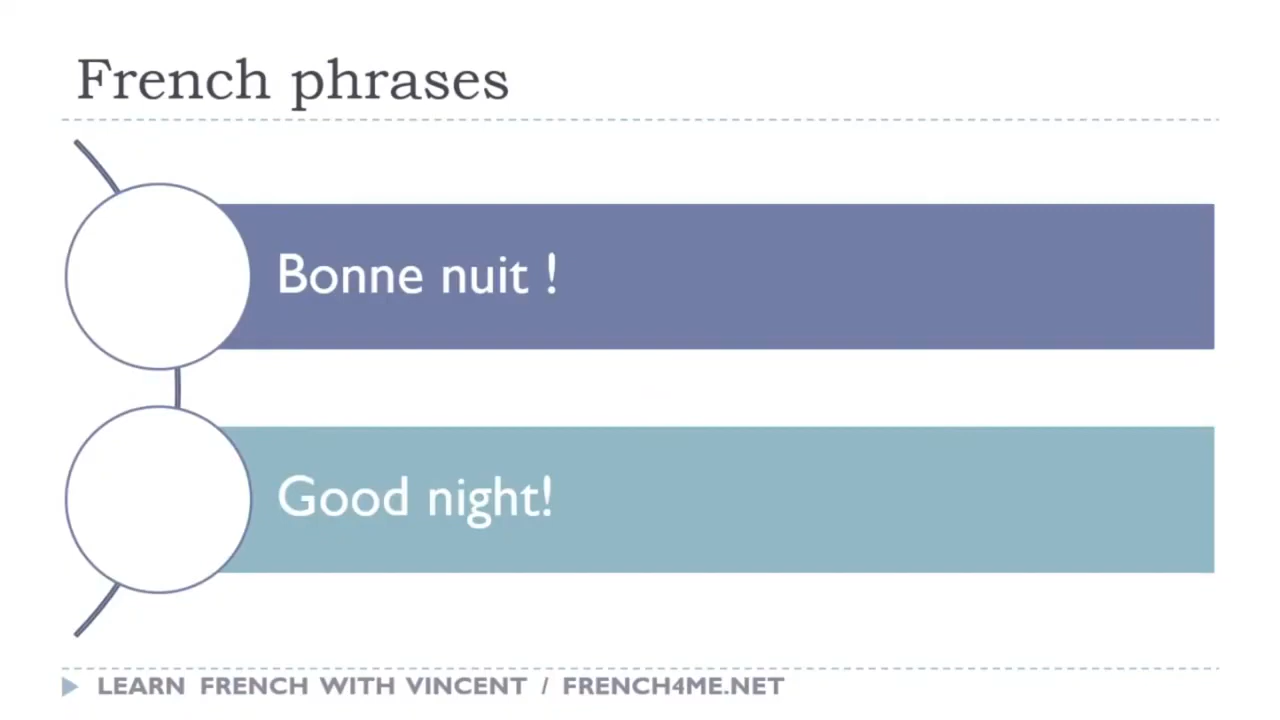 French phrases
Bonne nuit !
Good night!
LEARN FRENCH WITH VINCENT / FRENCH4ME.NET